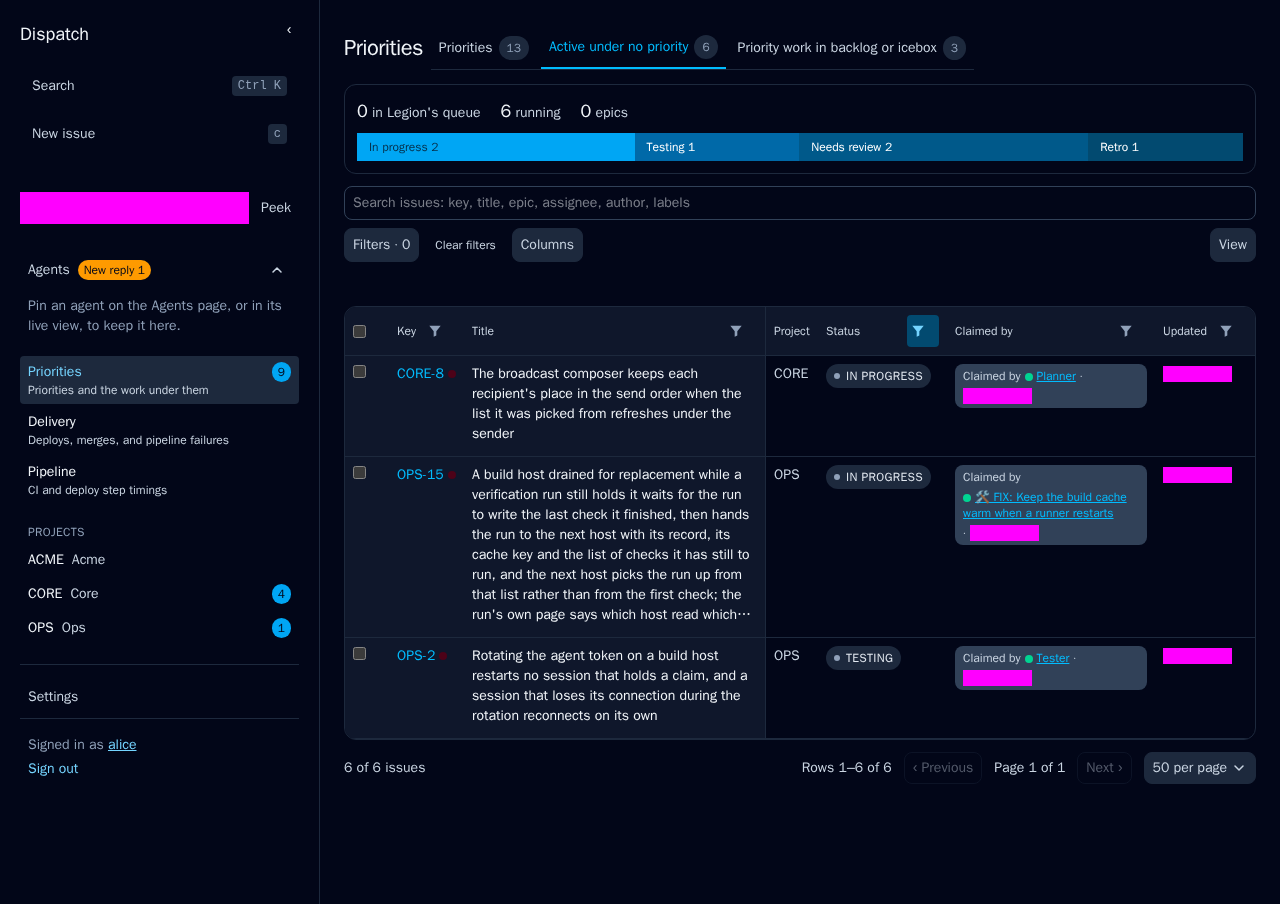 Dispatch
‹
Search
Ctrl K
New issue
C
Peek
Agents
New reply 1
Pin an agent on the Agents page, or in its
live view, to keep it here.
Priorities
9
Priorities and the work under them
Delivery
Deploys, merges, and pipeline failures
Pipeline
CI and deploy step timings
PROJECTS
ACME Acme
CORE Core
4
OPS Ops
1
Settings
Signed in as alice
Sign out
Priorities
Priorities 13
Active under no priority 6
Priority work in backlog or icebox 3
0 in Legion's queue
6 running
0 epics
In progress 2
Testing 1
Needs review 2
Retro 1
Search issues: key, title, epic, assignee, author, labels
Filters · 0
Clear filters
Columns
View
Key
Title
Project
Status
Claimed by
Updated
CORE-8
The broadcast composer keeps each
recipient's place in the send order when the
list it was picked from refreshes under the
sender
CORE
IN PROGRESS
Claimed by Planner ·
OPS-15
A build host drained for replacement while a
verification run still holds it waits for the run
to write the last check it finished, then hands
the run to the next host with its record, its
cache key and the list of checks it has still to
run, and the next host picks the run up from
that list rather than from the first check; the
run's own page says which host read which…
OPS
IN PROGRESS
Claimed by
🛠️ FIX: Keep the build cache
warm when a runner restarts
·
OPS-2
Rotating the agent token on a build host
restarts no session that holds a claim, and a
session that loses its connection during the
rotation reconnects on its own
OPS
TESTING
Claimed by Tester ·
6 of 6 issues
Rows 1–6 of 6
‹ Previous
Page 1 of 1
Next ›
50 per page